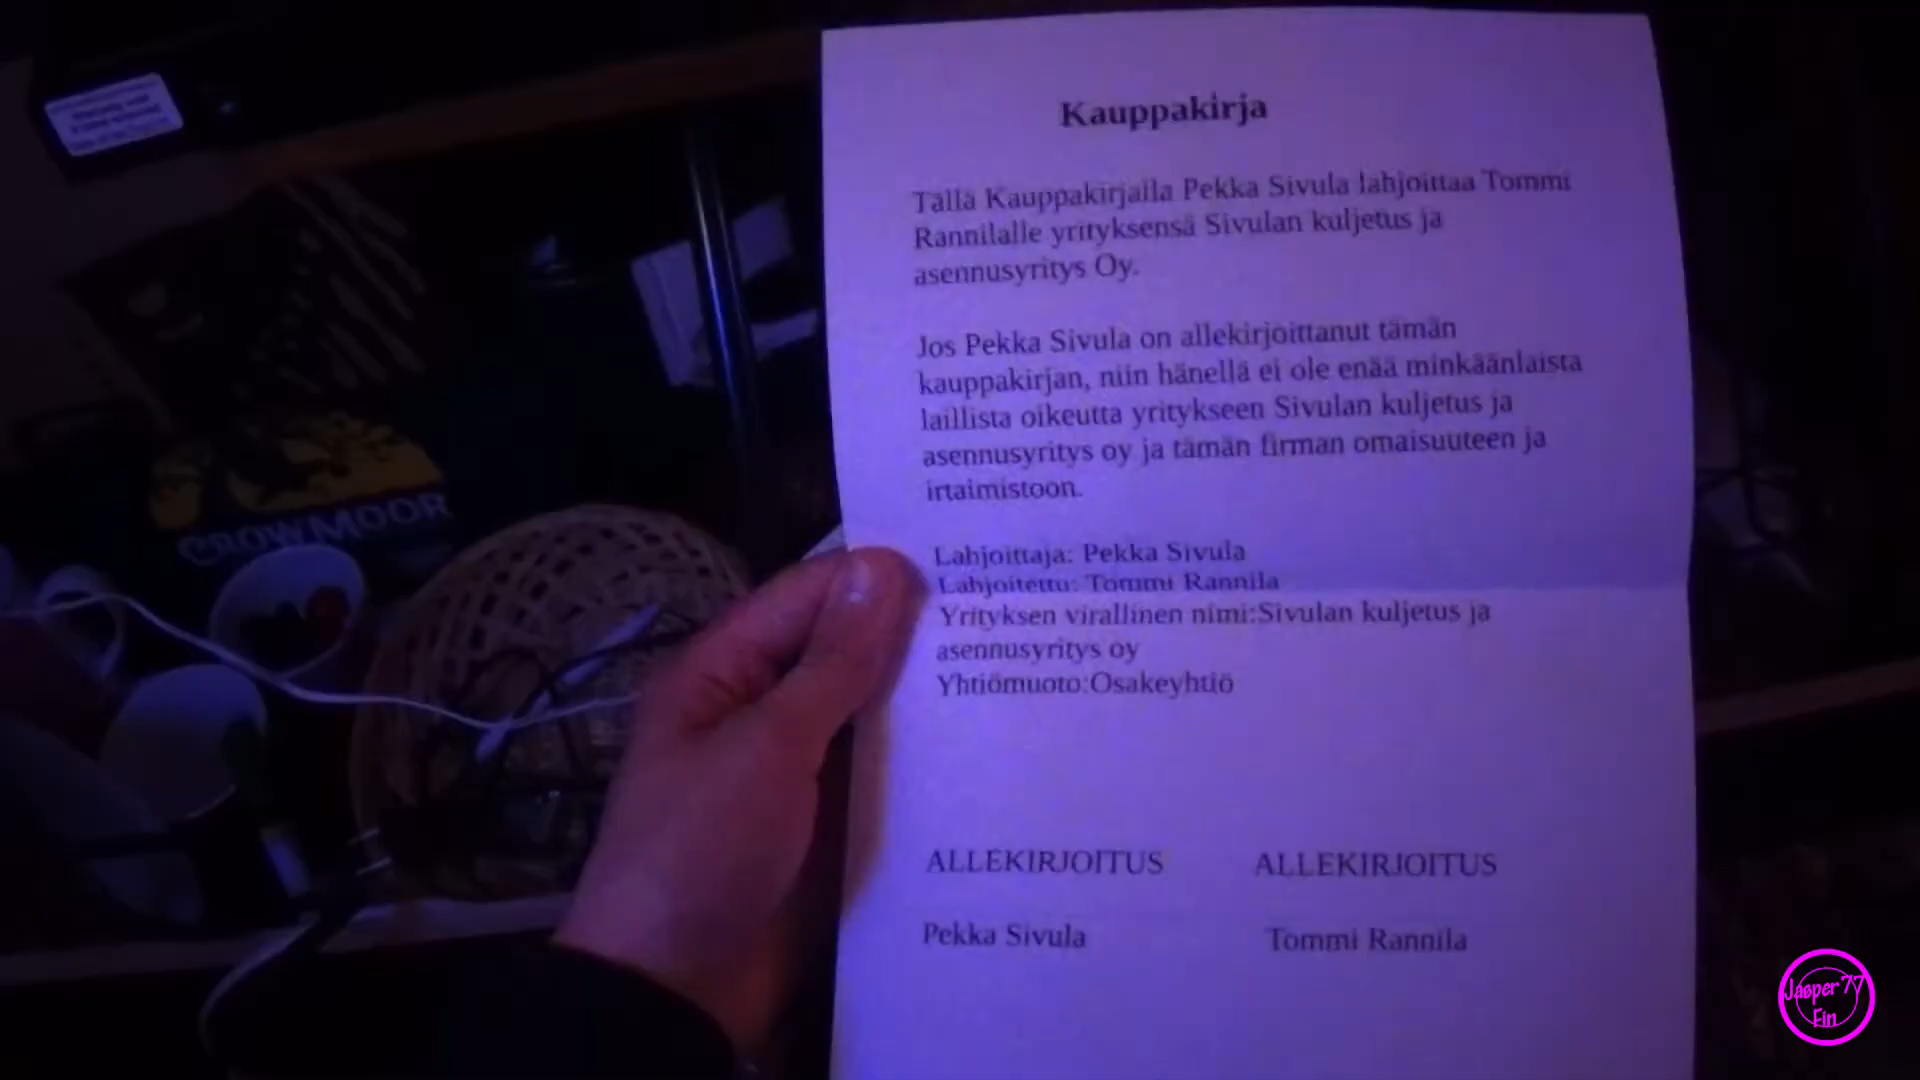 Kauppakirja
Tällä Kauppakirjalla Pekka Sivula lahjoittaa Tommi
Rannilalle yrityksensä Sivulan kuljetus ja
asennusyritys Oy.
Jos Pekka Sivula on allekirjoittanut tämän
kauppakirjan, niin hänellä ei ole enää minkäänlaista
laillista oikeutta yritykseen Sivulan kuljetus ja
asennusyritys oy ja tämän firman omaisuuteen ja
irtaimistoon.
Lahjoittaja: Pekka Sivula
Lahjoitettu: Tommi Rannila
Yrityksen virallinen nimi:Sivulan kuljetus ja
asennusyritys oy
Yhtiömuoto:Osakeyhtiö
ALLEKIRJOITUS ALLEKIRJOITUS
Pekka Sivula Tommi Rannila
CROWMOOR
Jasper77
Fin